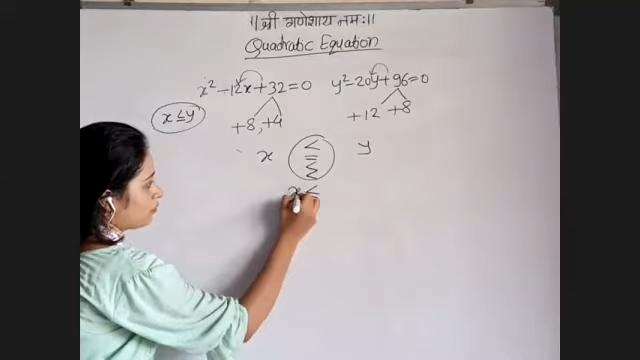 ||श्री गणेशाय नमः||
Quadratic Equation
x² - 12x + 32 = 0 y² - 20y + 96 = 0
x ≤ y +8, +4 +12 +8
x < = ≤ y
x <